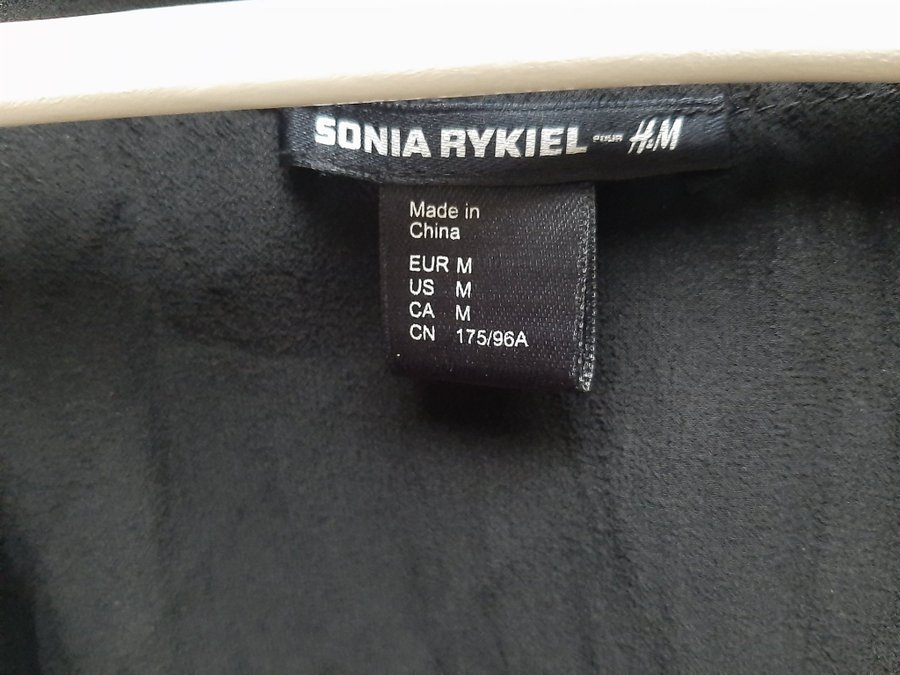 SONIA RYKIEL POUR H&M
Made in
China
EUR M
US M
CA M
CN 175/96A